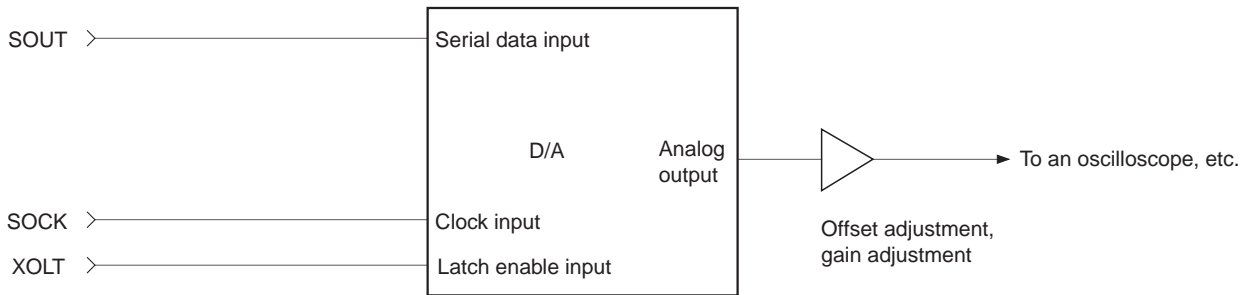 SOUT
Serial data input
D/A
Analog
output
To an oscilloscope, etc.
SOCK
Clock input
Offset adjustment,
gain adjustment
XOLT
Latch enable input